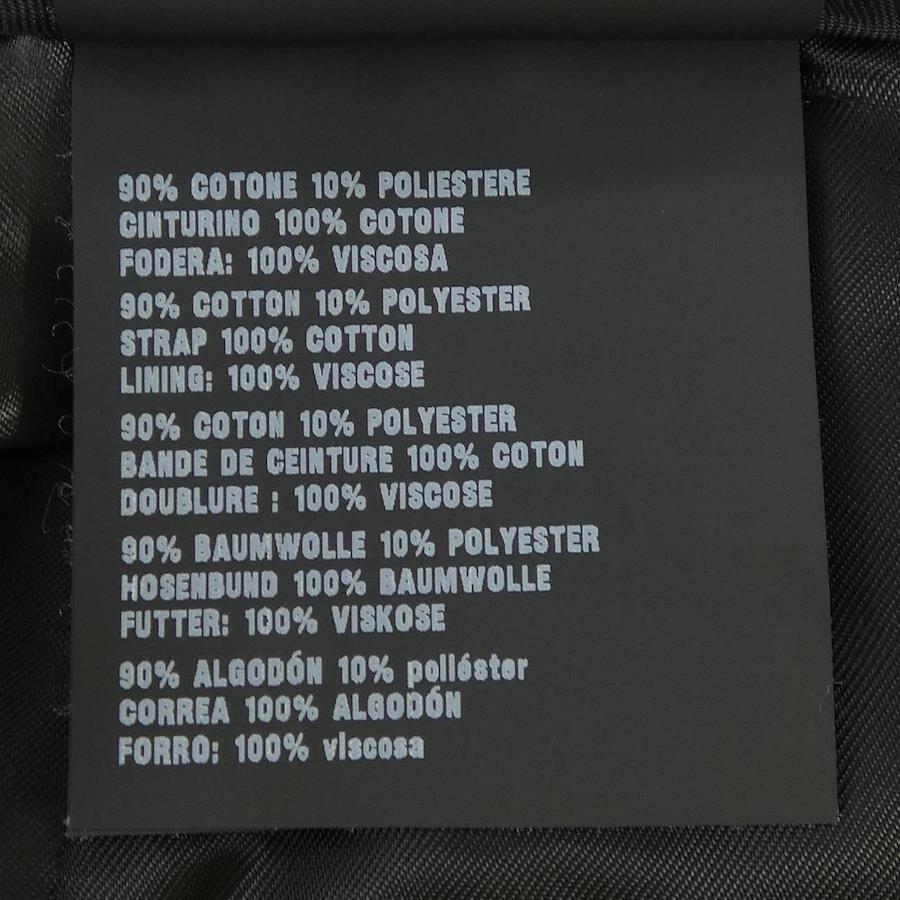 90% COTONE 10% POLIESTERE
CINTURINO 100% COTONE
FODERA: 100% VISCOSA
90% COTTON 10% POLYESTER
STRAP 100% COTTON
LINING: 100% VISCOSE
90% COTON 10% POLYESTER
BANDE DE CEINTURE 100% COTON
DOUBLURE : 100% VISCOSE
90% BAUMWOLLE 10% POLYESTER
HOSENBUND 100% BAUMWOLLE
FUTTER: 100% VISKOSE
90% ALGODÓN 10% poliéster
CORREA 100% ALGODÓN
FORRO: 100% viscosa